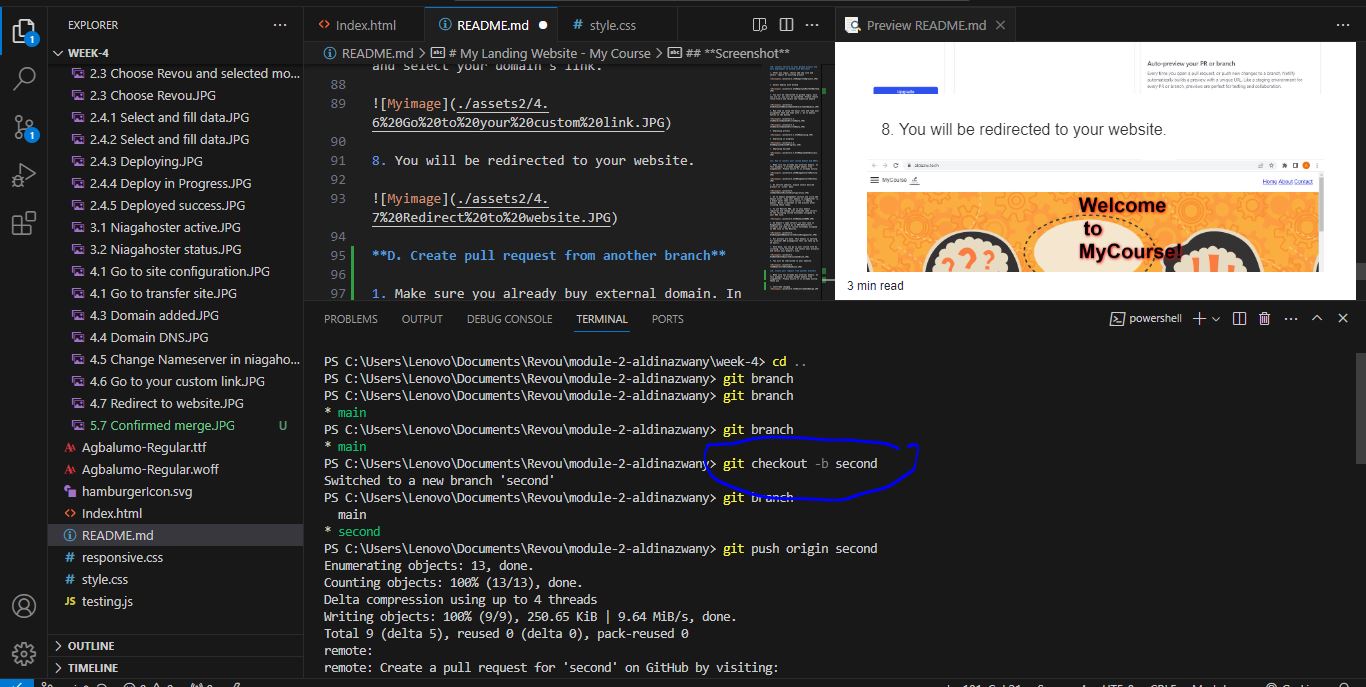 EXPLORER
WEEK-4
2.3 Choose Revou and selected mo...
2.3 Choose Revou.JPG
2.4.1 Select and fill data.JPG
2.4.2 Select and fill data.JPG
2.4.3 Deploying.JPG
2.4.4 Deploy in Progress.JPG
2.4.5 Deployed success.JPG
3.1 Niagahoster active.JPG
3.2 Niagahoster status.JPG
4.1 Go to site configuration.JPG
4.1 Go to transfer site.JPG
4.3 Domain added.JPG
4.4 Domain DNS.JPG
4.5 Change Nameserver in niagaho...
4.6 Go to your custom link.JPG
4.7 Redirect to website.JPG
5.7 Confirmed merge.JPG U
Agbalumo-Regular.ttf
Agbalumo-Regular.woff
hamburgerIcon.svg
Index.html
README.md
responsive.css
style.css
JS testing.js
OUTLINE
TIMELINE
1
1
Index.html README.md style.css
README.md > # My Landing Website - My Course > ## **Screenshot**
and select your domain's link.
88
89 ![Myimage](./assets2/4.
6%20Go%20to%20your%20custom%20link.JPG)
90
91 8. You will be redirected to your website.
92
93 ![Myimage](./assets2/4.
7%20Redirect%20to%20website.JPG)
94
95 **D. Create pull request from another branch**
96
97 1. Make sure you already buy external domain. In
Preview README.md
Upgrade
Auto-preview your PR or branch
8. You will be redirected to your website.
MyCourse
Home About Contact
Welcome
to
MyCourse!
???
!!!
3 min read
PROBLEMS OUTPUT DEBUG CONSOLE TERMINAL PORTS
powershell
PS C:\Users\Lenovo\Documents\Revou\module-2-aldinazwany\week-4> cd ..
PS C:\Users\Lenovo\Documents\Revou\module-2-aldinazwany> git branch
PS C:\Users\Lenovo\Documents\Revou\module-2-aldinazwany> git branch
* main
PS C:\Users\Lenovo\Documents\Revou\module-2-aldinazwany> git branch
* main
PS C:\Users\Lenovo\Documents\Revou\module-2-aldinazwany> git checkout -b second
Switched to a new branch 'second'
PS C:\Users\Lenovo\Documents\Revou\module-2-aldinazwany> git branch
main
* second
PS C:\Users\Lenovo\Documents\Revou\module-2-aldinazwany> git push origin second
Enumerating objects: 13, done.
Counting objects: 100% (13/13), done.
Delta compression using up to 4 threads
Writing objects: 100% (9/9), 250.65 KiB | 9.64 MiB/s, done.
Total 9 (delta 5), reused 0 (delta 0), pack-reused 0
remote:
remote: Create a pull request for 'second' on GitHub by visiting: